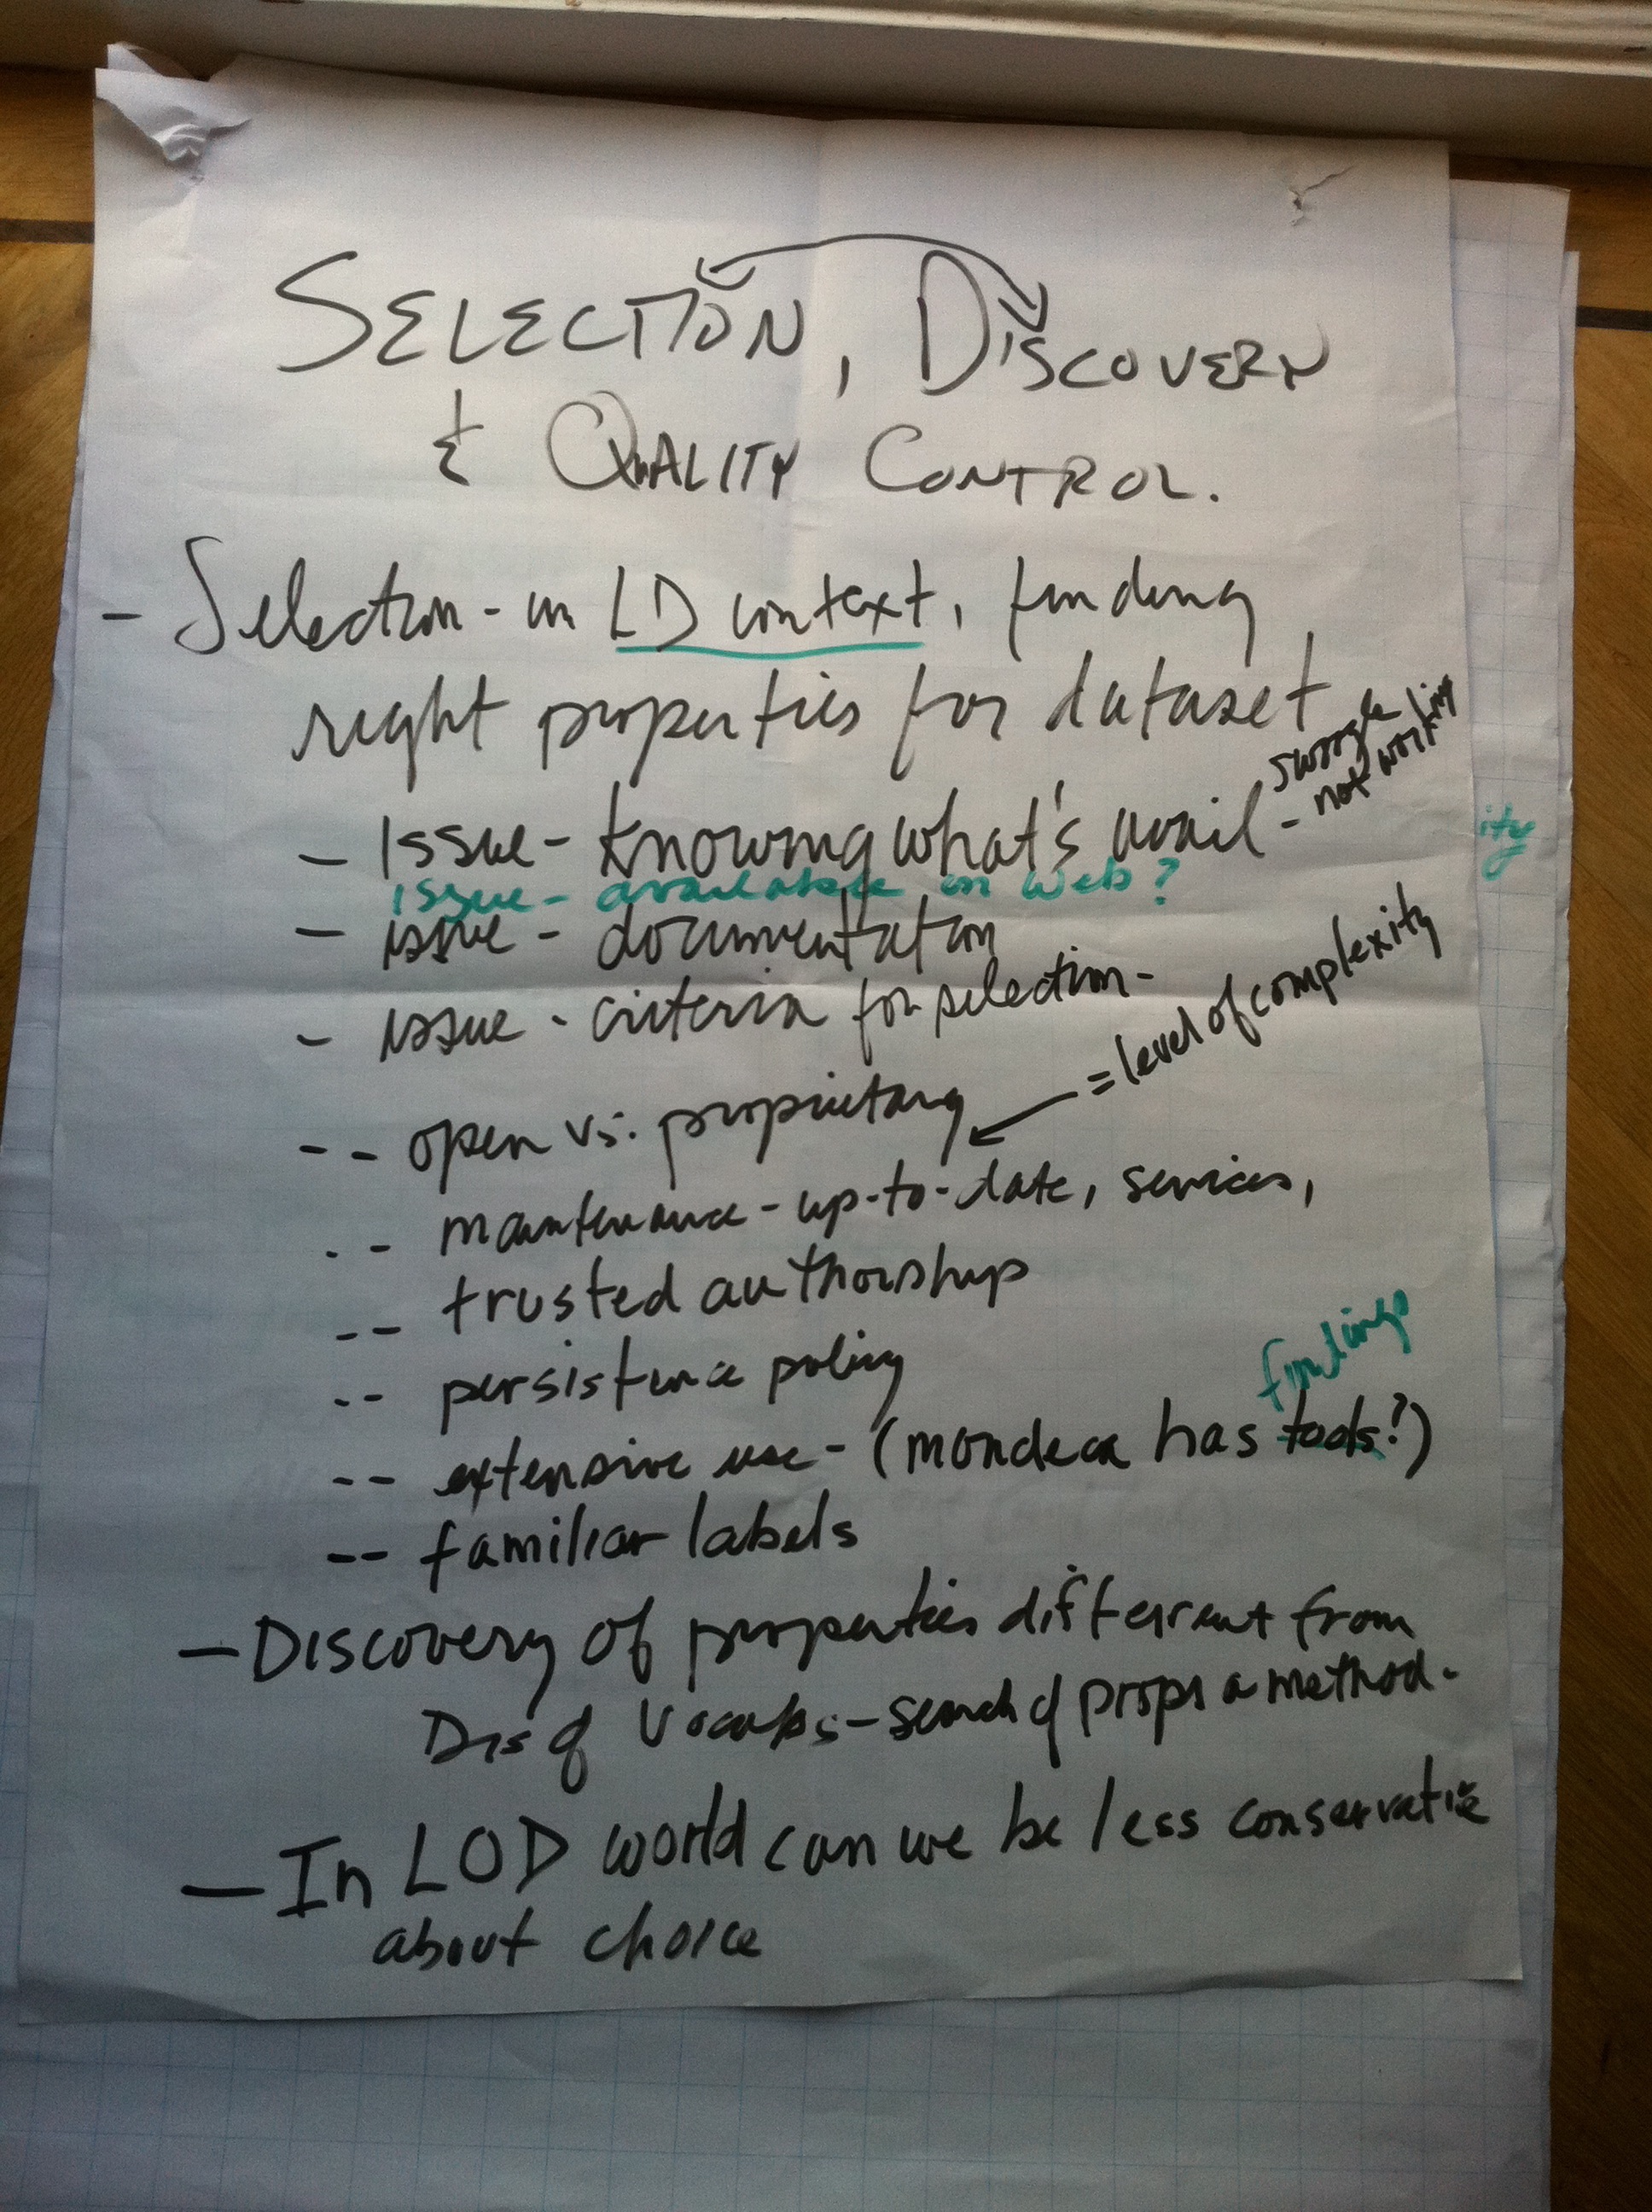 SELECTION, DISCOVERY
& QUALITY CONTROL.
- Selection - in LD context, finding
right properties for dataset
- Issue - knowing what's avail - swoogle
not working
issue - available on web?
ity
- issue - documentation
- issue - criteria for selection -
= level of complexity
-- open vs. proprietary
-- maintenance - up-to-date, services,
-- trusted authorship
-- persistence policy
findings
-- extensive use - (mondeca has tools?)
-- familiar labels
- Discovery of properties different from
Dis of Vocabs - search of props a method.
- In LOD world can we be less conservative
about choice